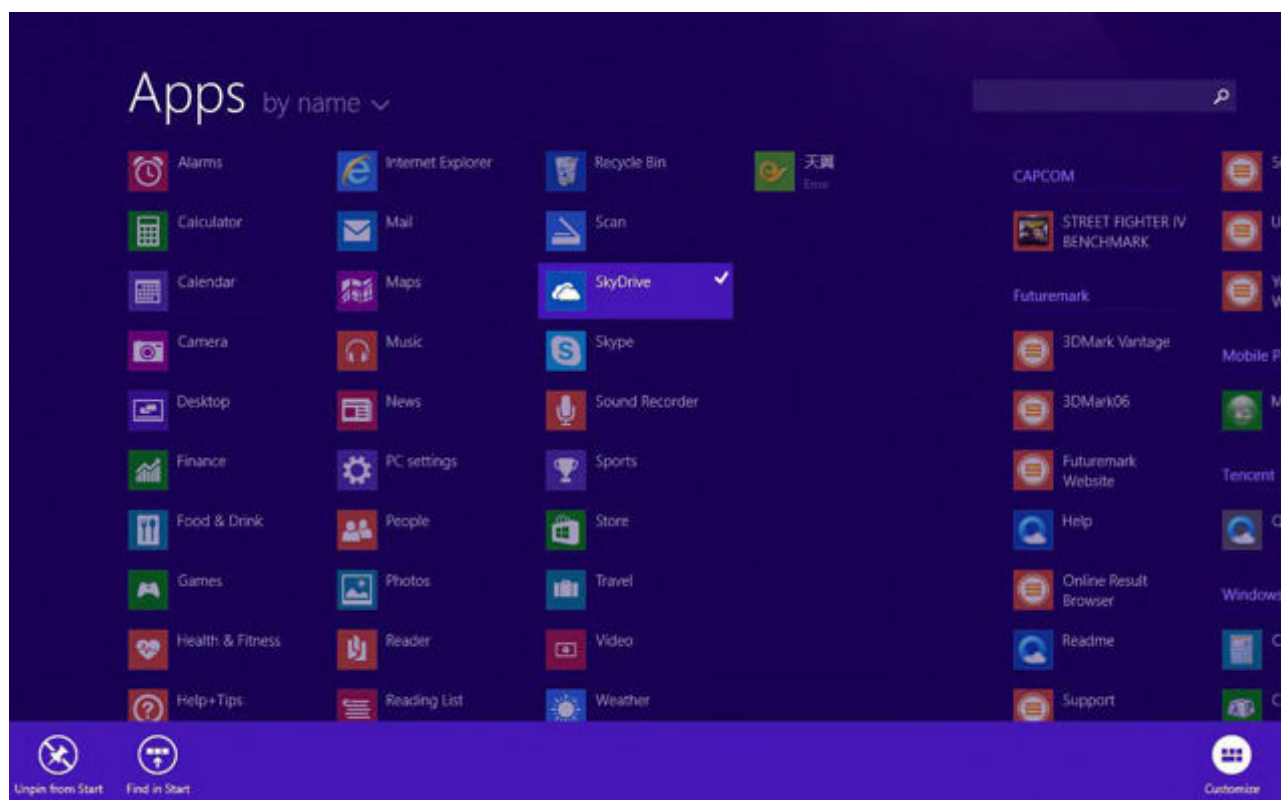 Apps by name
Alarms
Calculator
Calendar
Camera
Desktop
Finance
Food & Drink
Games
Health & Fitness
Help+Tips
Internet Explorer
Mail
Maps
Music
News
PC settings
People
Photos
Reader
Reading List
Recycle Bin
Scan
SkyDrive
Skype
Sound Recorder
Sports
Store
Travel
Video
Weather
天翼
Error
CAPCOM
STREET FIGHTER IV
BENCHMARK
Futuremark
3DMark Vantage
3DMark06
Futuremark
Website
Help
Online Result
Browser
Readme
Support
Mobile P
Tencent
Windows
Unpin from Start
Find in Start
Customize